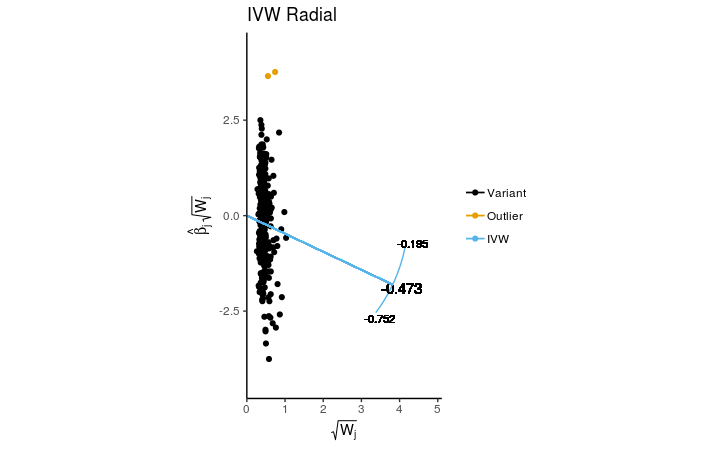 IVW Radial
β̂j√Wj
2.5
0.0
-2.5
-0.195
-0.473
-0.752
Variant
Outlier
IVW
0 1 2 3 4 5
√Wj